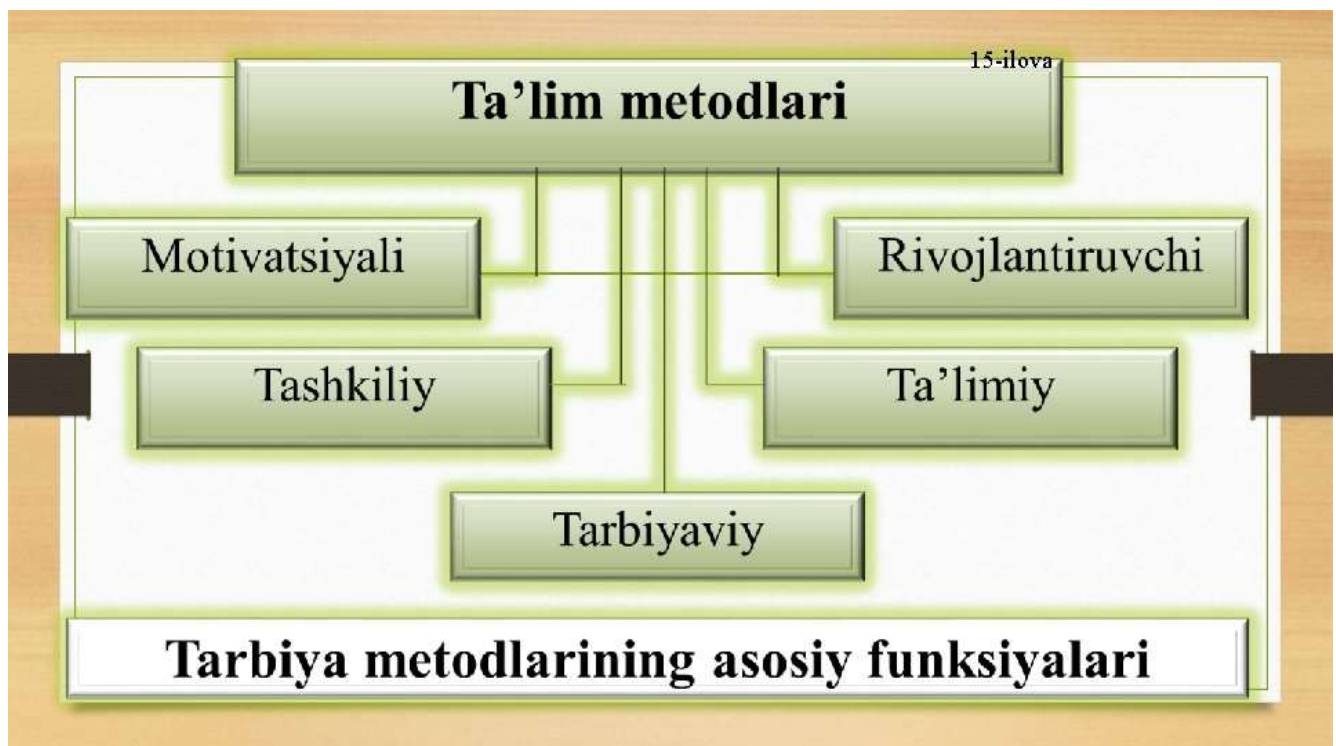 15-ilova
Ta’lim metodlari
Motivatsiyali
Rivojlantiruvchi
Tashkiliy
Ta’limiy
Tarbiyaviy
Tarbiya metodlarining asosiy funksiyalari